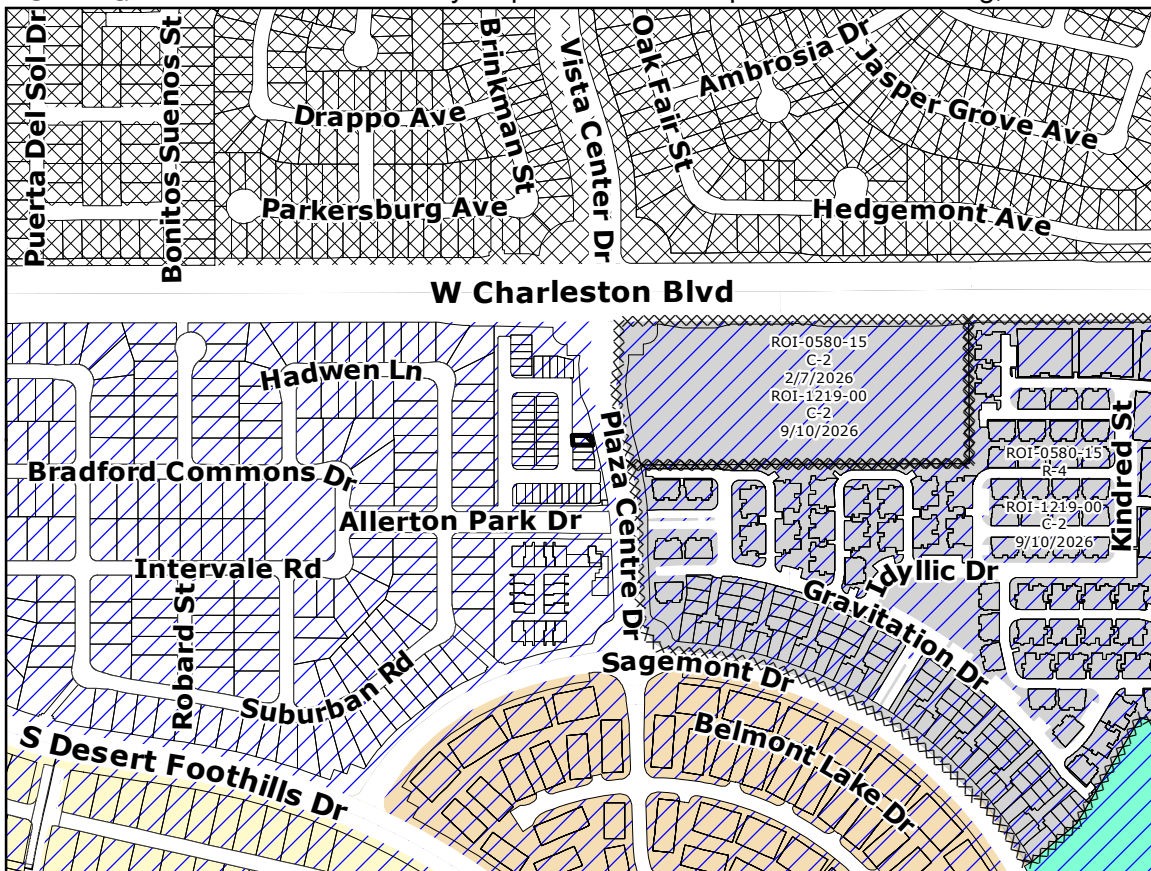 Puerta Del Sol Dr
Bonitos Suenos St
Drappo Ave
Brinkman St
Vista Center Dr
Oak Fair St
Ambrosia Dr
Jasper Grove Ave
Parkersburg Ave
Hedgemont Ave
W Charleston Blvd
ROI-0580-15
C-2
2/7/2026
ROI-1219-00
C-2
9/10/2026
Hadwen Ln
Plaza Centre Dr
Kindred St
ROI-0580-15
R-4
ROI-1219-00
C-2
9/10/2026
Bradford Commons Dr
Allerton Park Dr
Intervale Rd
Idyllic Dr
Gravitation Dr
Robard St
Suburban Rd
Sagemont Dr
Belmont Lake Dr
S Desert Foothills Dr